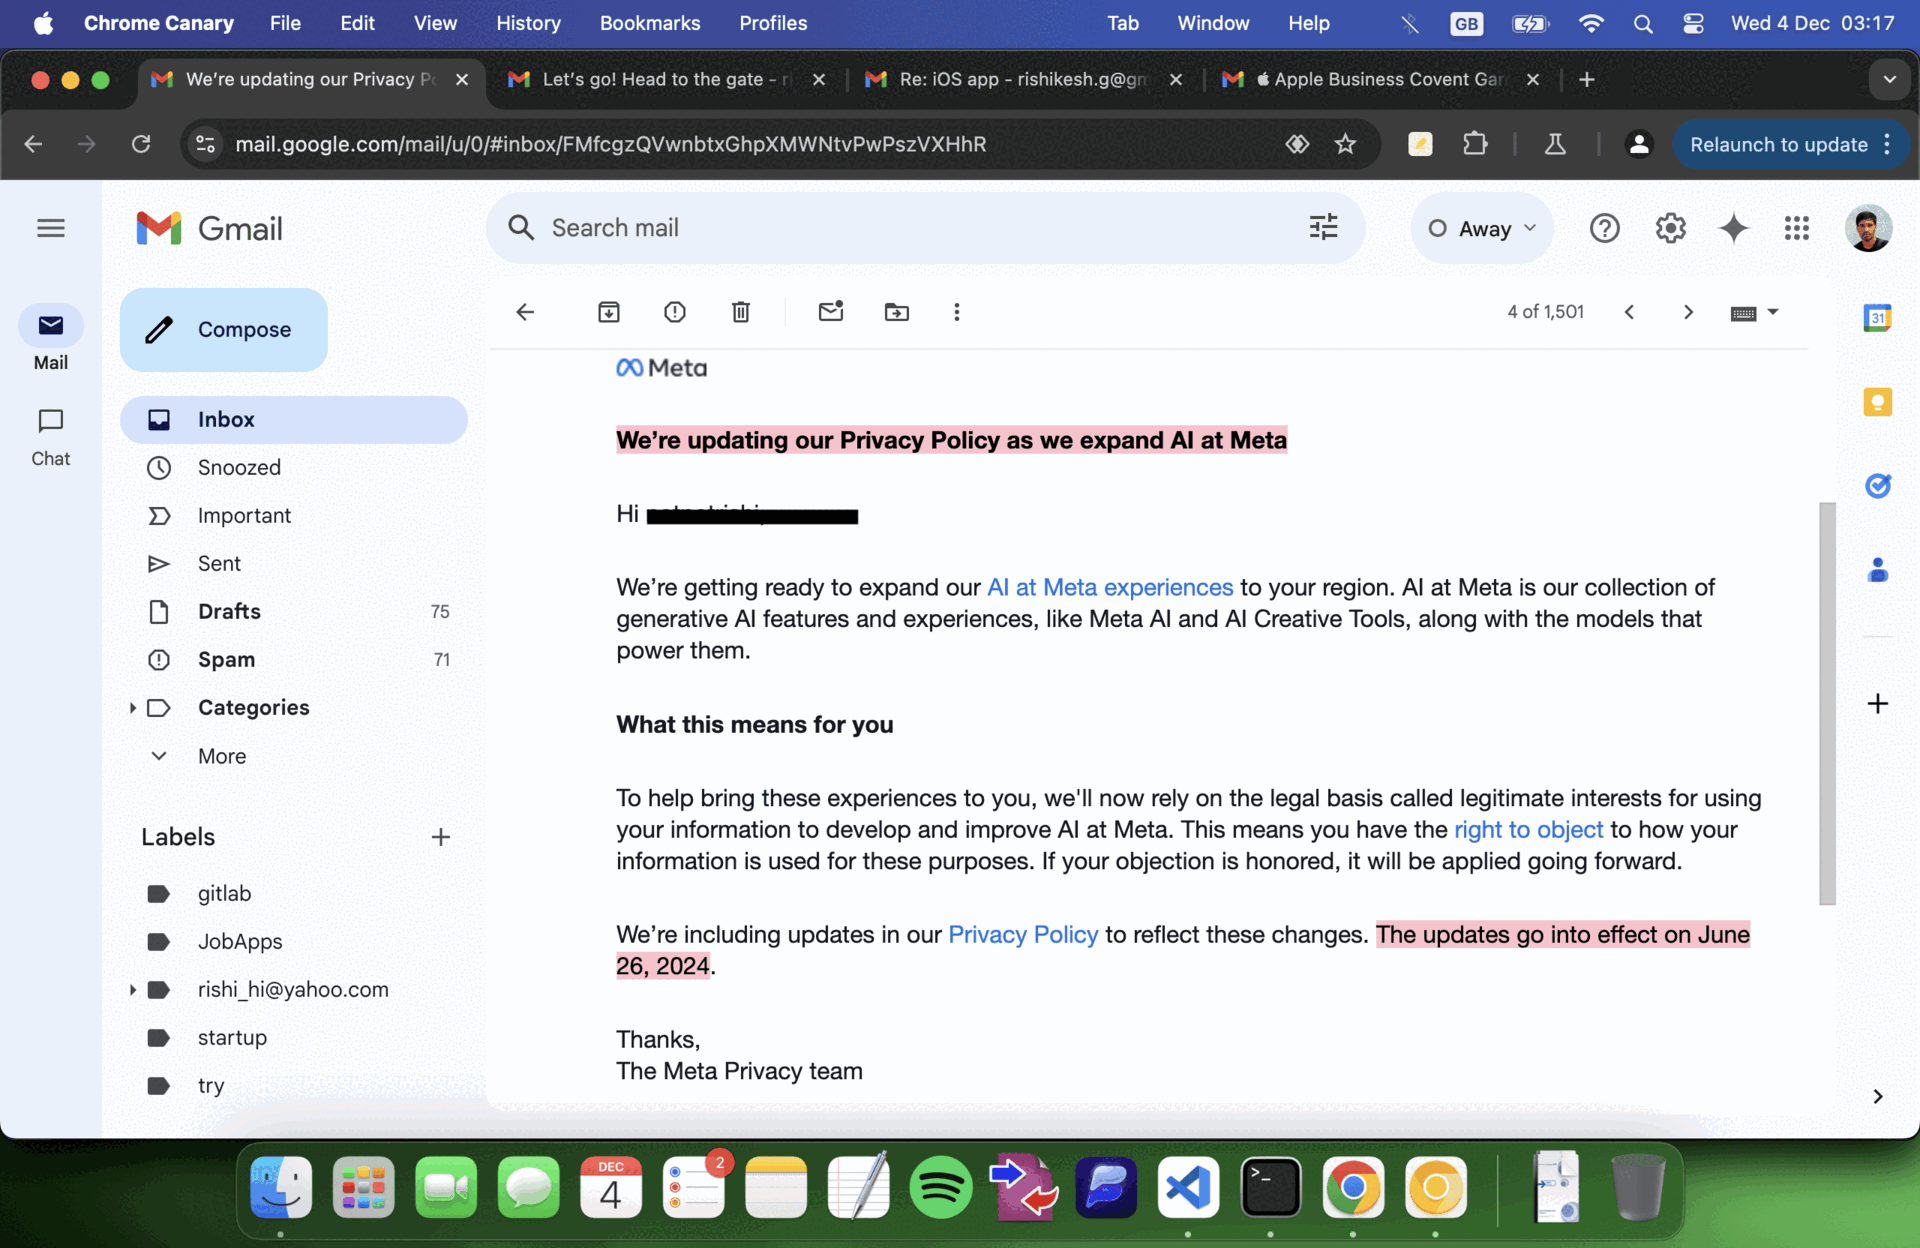 Chrome Canary File Edit View History Bookmarks Profiles Tab Window Help GB Wed 4 Dec 03:17
We’re updating our Privacy Po
Let’s go! Head to the gate - ri
Re: iOS app - rishikesh.g@gm
Apple Business Covent Gar
mail.google.com/mail/u/0/#inbox/FMfcgzQVwnbtxGhpXMWNtvPwPszVXHhR
Relaunch to update
Gmail
Search mail
Away
Mail
Chat
Compose
Inbox
Snoozed
Important
Sent
Drafts 75
Spam 71
Categories
More
Labels
gitlab
JobApps
rishi_hi@yahoo.com
startup
try
4 of 1,501
31
Meta
We’re updating our Privacy Policy as we expand AI at Meta
Hi
We’re getting ready to expand our AI at Meta experiences to your region. AI at Meta is our collection of
generative AI features and experiences, like Meta AI and AI Creative Tools, along with the models that
power them.
What this means for you
To help bring these experiences to you, we'll now rely on the legal basis called legitimate interests for using
your information to develop and improve AI at Meta. This means you have the right to object to how your
information is used for these purposes. If your objection is honored, it will be applied going forward.
We’re including updates in our Privacy Policy to reflect these changes. The updates go into effect on June
26, 2024.
Thanks,
The Meta Privacy team
DEC
4
2